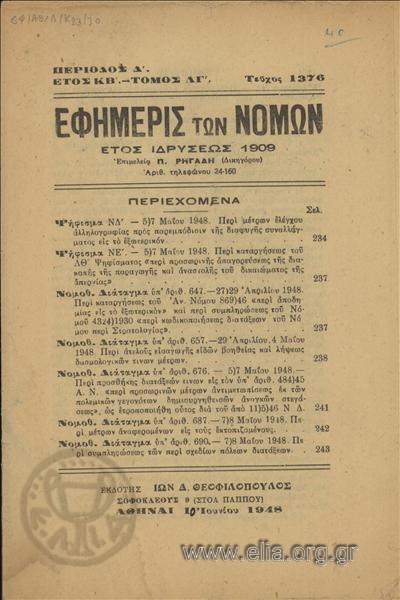 ΠΕΡΙΟΔΟΣ Δ'.
ΕΤΟΣ ΚΒ'.—ΤΟΜΟΣ ΛΓ', Τεῦχος 1376
ΕΦΗΜΕΡΙΣ ΤΩΝ ΝΟΜΩΝ
ΕΤΟΣ ΙΔΡΥΣΕΩΣ 1909
Ἐπιμελείᾳ Π. ΡΗΓΑΔΗ (Δικηγόρου)
Ἀριθ. τηλεφώνου 24-160
ΠΕΡΙΕΧΟΜΕΝΑ
Σελ.
Ψήφισμα ΝΔ' — 5)7 Μαΐου 1948. Περὶ μέτρων ἐλέγχου
ἀλληλογραφίας πρὸς παρεμπόδισιν τῆς διαφυγῆς συναλλάγ-
ματος εἰς τὸ ἐξωτερικόν. 234
Ψήφισμα ΝΕ'. — 5)7 Μαΐου 1948. Περὶ καταργήσεως τοῦ
ΛΘ' Ψηφίσματος «περὶ προσωρινῆς ἀπαγορεύσεως τῆς δια-
κοπῆς τῆς παραγωγῆς καὶ ἀναστολῆς τοῦ δικαιώματος τῆς
ἀπεργίας» 237
Νομοθ. Διάταγμα ὑπ' ἀριθ. 647.—27)29 Ἀπριλίου 1948.
Περὶ καταργήσεως τοῦ Ἀν. Νόμου 869)46 «περὶ ἀποδη-
μίας εἰς τὸ ἐξωτερικὸν» καὶ περὶ συμπληρώσεως τοῦ Νό-
μου 4324)1930 «περὶ κωδικοποιήσεως διατάξεων τοῦ Νό-
μου περὶ Στρατολογίας». 237
Νομοθ. Διάταγμα ὑπ' ἀριθ. 657.—29 Ἀπριλίου, 4 Μαΐου
1948. Περὶ ἀτελοῦς εἰσαγωγῆς εἰδῶν βοηθείας καὶ λήψεως
δασμολογικῶν τινων μέτρων. 238
Νομοθ. Διάταγμα ὑπ' ἀριθ. 676. — 5)7 Μαΐου 1948.—
Περὶ προσθήκης διατάξεών τινων εἰς τὸν ὑπ' ἀριθ. 484)45
Α. Ν. «περὶ προσωρινῶν μέτρων ἀντιμετωπίσεως ἐκ τῶν
πολεμικῶν γεγονότων δημιουργηθεισῶν ἀναγκῶν στεγά-
σεως», ὡς ἐτροποποιήθη οὗτος διὰ τοῦ ἀπὸ 11)5)46 Ν Δ. 241
Νομοθ. Διάταγμα ὑπ' ἀριθ. 687.— 7)8 Μαΐου 1948. Πε-
ρὶ μέτρων ἀναφερομένων εἰς τοὺς ἐκτοπιζομένους. 242
Νομοθ. Διάταγμα ὑπ' ἀριθ. 690.— 7)8 Μαΐου 1948. Πε-
ρὶ συμπληρώσεως τῶν περὶ σχεδίων πόλεων διατάξεων. 243
ΕΚΔΟΤΗΣ ΙΩΝ Δ. ΘΕΟΦΙΛΟΠΟΥΛΟΣ
ΣΟΦΟΚΛΕΟΥΣ 9 (ΣΤΟΑ ΠΑΠΠΟΥ)
ΑΘΗΝΑΙ Ἰουνίου 1948
www.elia.org.gr